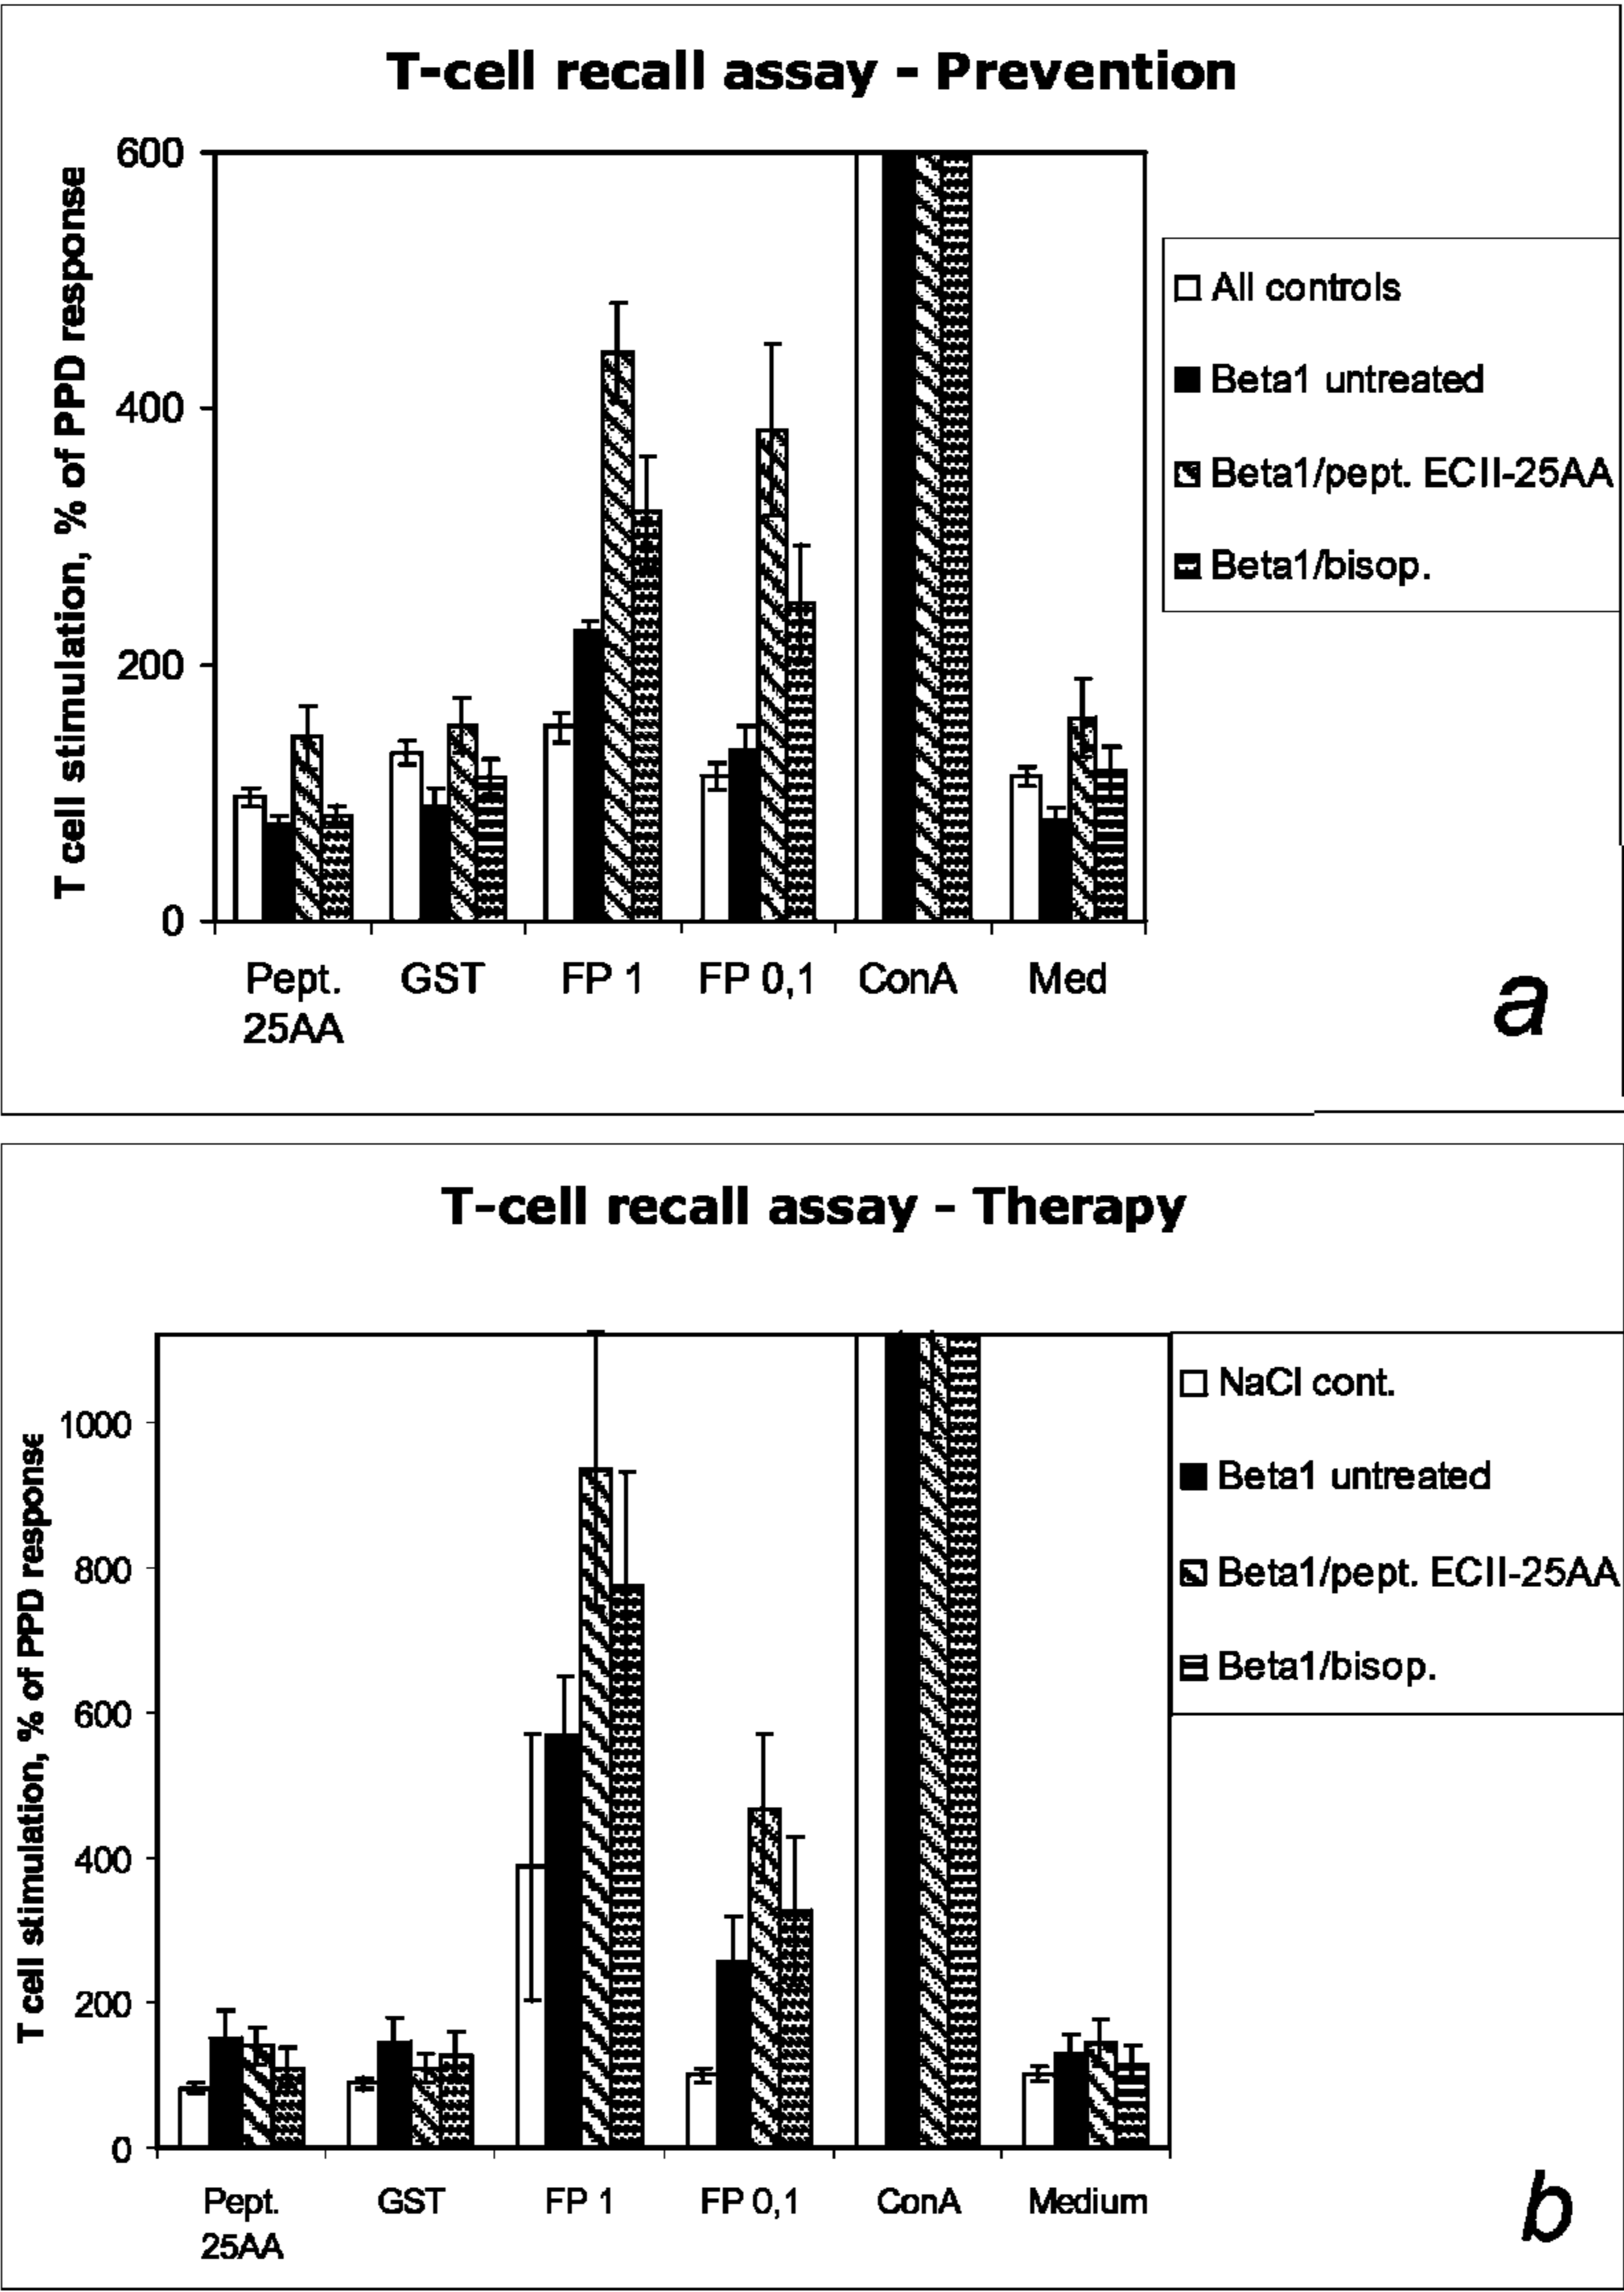 T-cell recall assay - Prevention
T cell stimulation, % of PPD response
600
400
200
0
Pept. 25AA
GST
FP 1
FP 0,1
ConA
Med
All controls
Beta1 untreated
Beta1/pept. ECII-25AA
Beta1/bisop.
a
T-cell recall assay - Therapy
T cell stimulation, % of PPD response
1000
800
600
400
200
0
Pept. 25AA
GST
FP 1
FP 0,1
ConA
Medium
NaCl cont.
Beta1 untreated
Beta1/pept. ECII-25AA
Beta1/bisop.
b